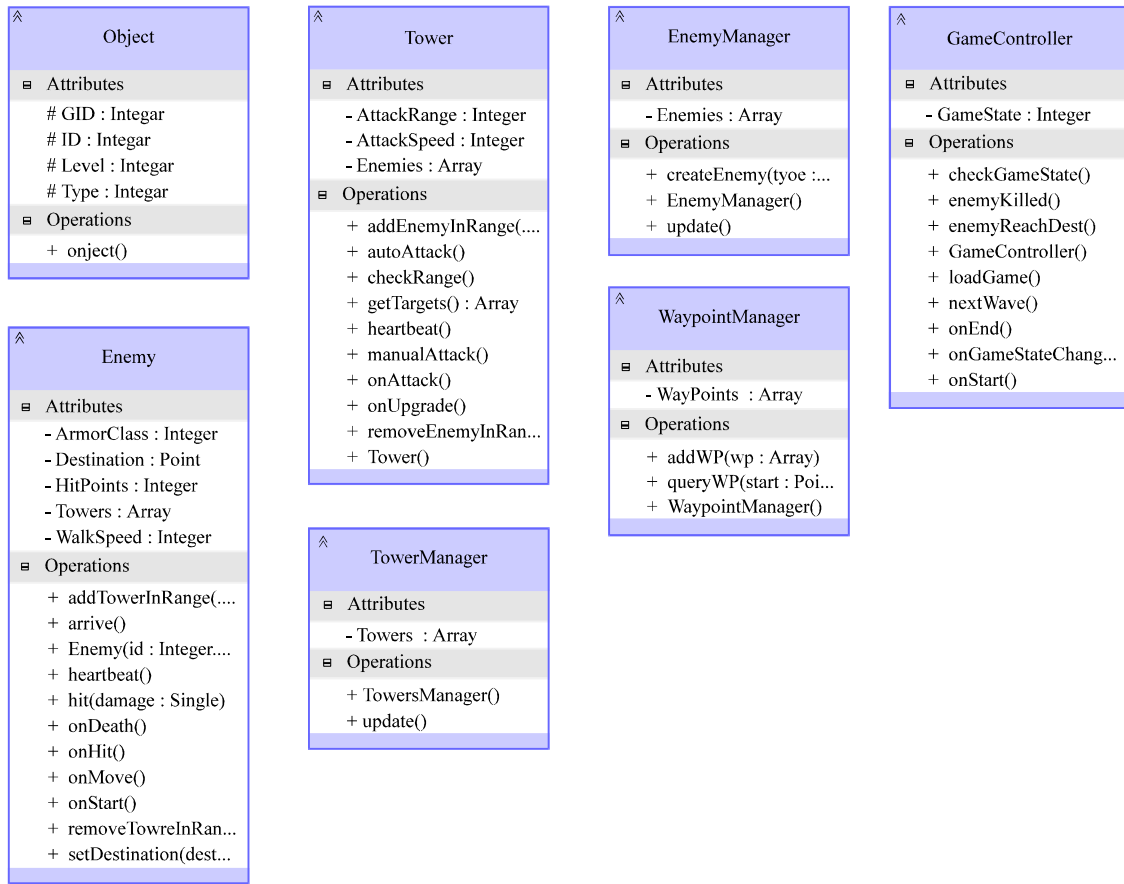 Object
Attributes
# GID : Integar
# ID : Integar
# Level : Integar
# Type : Integar
Operations
+ onject()
Enemy
Attributes
- ArmorClass : Integer
- Destination : Point
- HitPoints : Integer
- Towers : Array
- WalkSpeed : Integer
Operations
+ addTowerInRange(....
+ arrive()
+ Enemy(id : Integer....
+ heartbeat()
+ hit(damage : Single)
+ onDeath()
+ onHit()
+ onMove()
+ onStart()
+ removeTowreInRan...
+ setDestination(dest...
Tower
Attributes
- AttackRange : Integer
- AttackSpeed : Integer
- Enemies : Array
Operations
+ addEnemyInRange(....
+ autoAttack()
+ checkRange()
+ getTargets() : Array
+ heartbeat()
+ manualAttack()
+ onAttack()
+ onUpgrade()
+ removeEnemyInRan...
+ Tower()
TowerManager
Attributes
- Towers : Array
Operations
+ TowersManager()
+ update()
EnemyManager
Attributes
- Enemies : Array
Operations
+ createEnemy(tyoe :...
+ EnemyManager()
+ update()
WaypointManager
Attributes
- WayPoints : Array
Operations
+ addWP(wp : Array)
+ queryWP(start : Poi...
+ WaypointManager()
GameController
Attributes
- GameState : Integer
Operations
+ checkGameState()
+ enemyKilled()
+ enemyReachDest()
+ GameController()
+ loadGame()
+ nextWave()
+ onEnd()
+ onGameStateChang...
+ onStart()